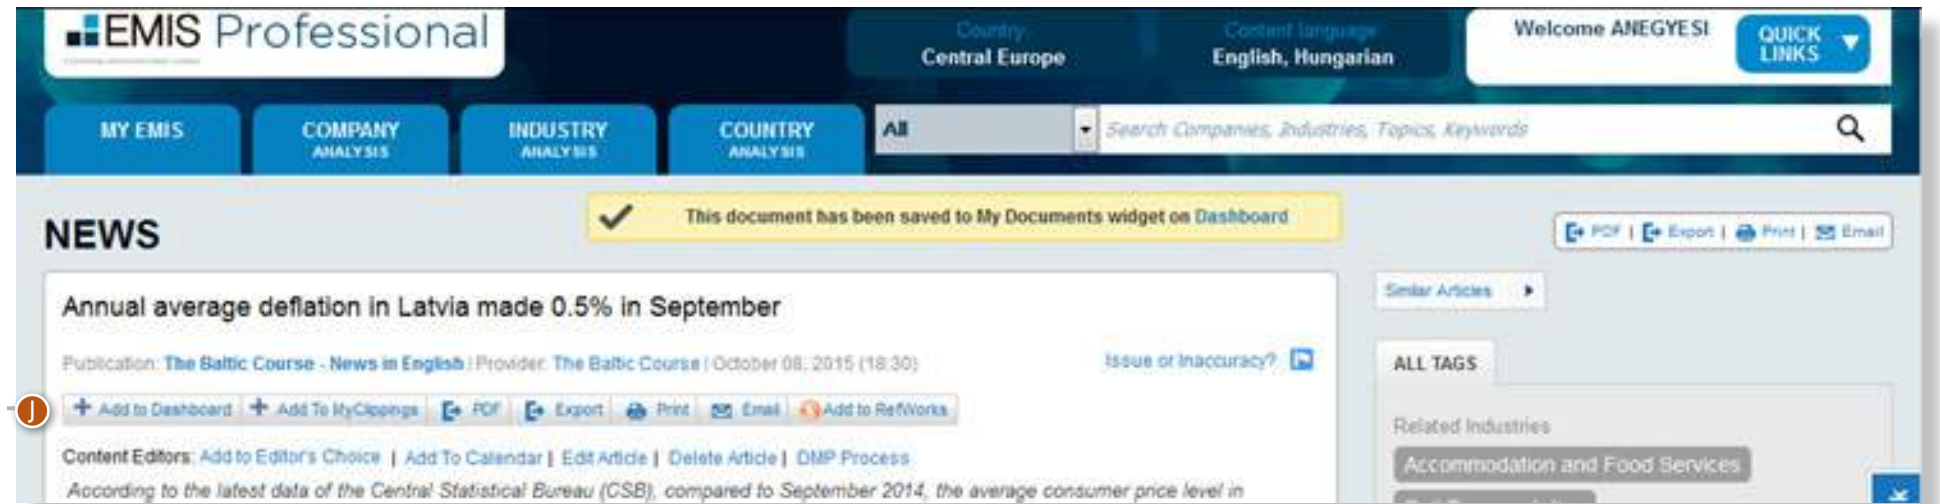 EMIS Professional
Country
Central Europe
Content language
English, Hungarian
Welcome ANEGYESI
QUICK LINKS
MY EMIS
COMPANY ANALYSIS
INDUSTRY ANALYSIS
COUNTRY ANALYSIS
All
Search Companies, Industries, Topics, Keywords
NEWS
This document has been saved to My Documents widget on Dashboard
PDF | Export | Print | Email
Annual average deflation in Latvia made 0.5% in September
Similar Articles
Publication: The Baltic Course - News in English | Provider: The Baltic Course | October 08, 2015 (18:30)
Issue or Inaccuracy?
ALL TAGS
J
Add to Dashboard
Add To MyClippings
PDF
Export
Print
Email
Add to RefWorks
Related Industries
Content Editors: Add to Editor's Choice | Add To Calendar | Edit Article | Delete Article | DMP Process
Accommodation and Food Services
According to the latest data of the Central Statistical Bureau (CSB), compared to September 2014, the average consumer price level in